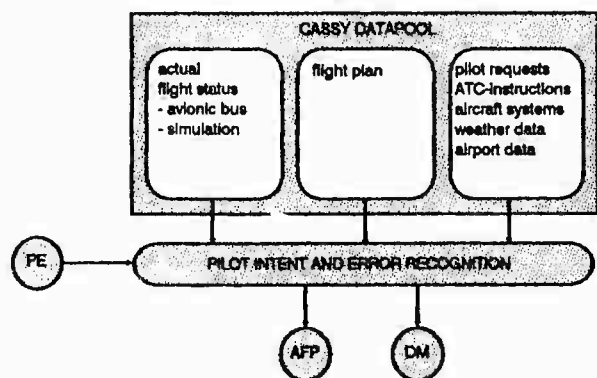 CASSY DATAPOOL
actual
flight status
- avionic bus
- simulation
flight plan
pilot requests
ATC-instructions
aircraft systems
weather data
airport data
PE
PILOT INTENT AND ERROR RECOGNITION
AFP
DM